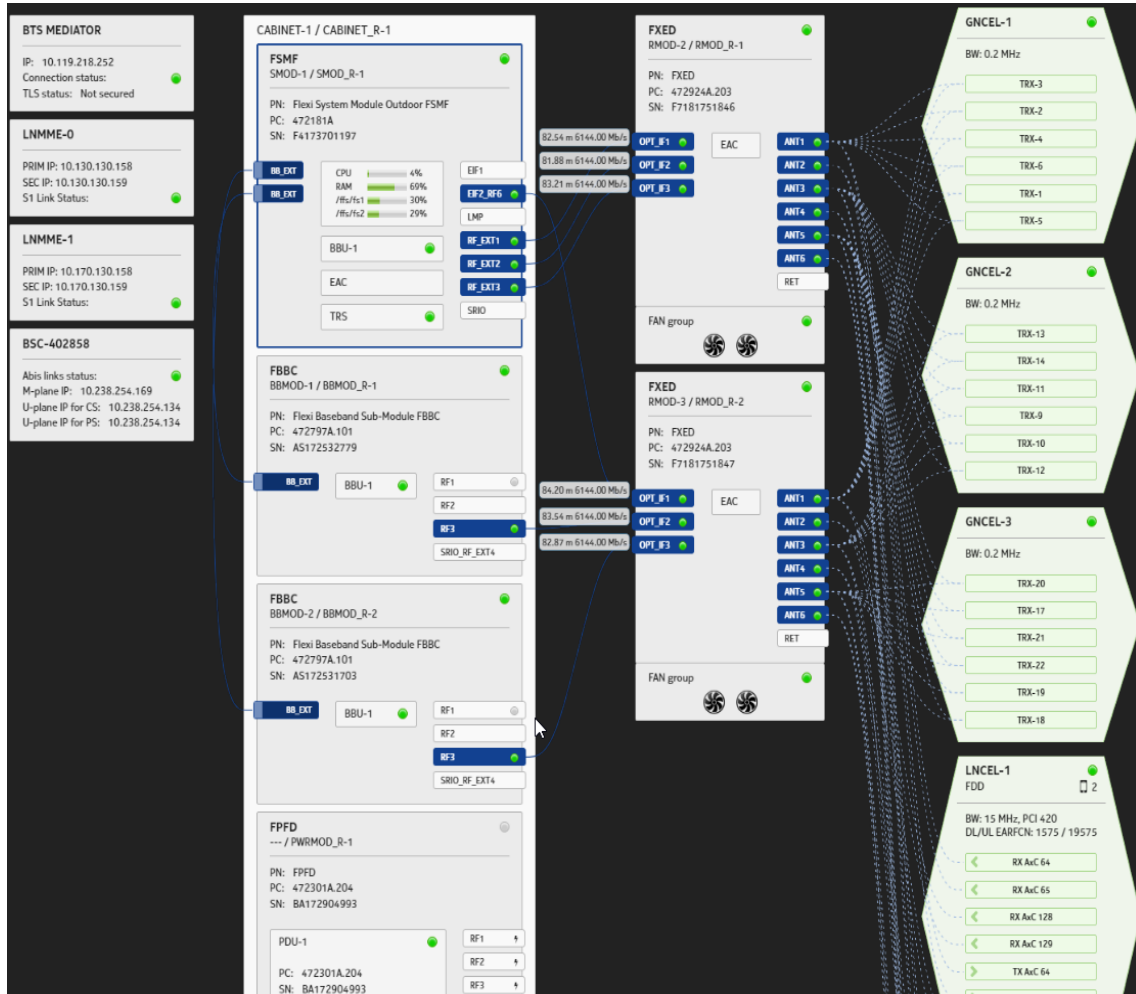 BTS MEDIATOR
IP: 10.119.218.252
Connection status:
TLS status: Not secured
LNMME-0
PRIM IP: 10.130.130.158
SEC IP: 10.130.130.159
S1 Link Status:
LNMME-1
PRIM IP: 10.170.130.158
SEC IP: 10.170.130.159
S1 Link Status:
BSC-402858
Abis links status:
M-plane IP: 10.238.254.169
U-plane IP for CS: 10.238.254.134
U-plane IP for PS: 10.238.254.134
CABINET-1 / CABINET_R-1
FSMF
SMOD-1 / SMOD_R-1
PN: Flexi System Module Outdoor FSMF
PC: 472181A
SN: F4173701197
BB_EXT
BB_EXT
CPU 4%
RAM 69%
/ffs/fs1 30%
/ffs/fs2 29%
BBU-1
EAC
TRS
EIF1
EIF2_RF6
LMP
RF_EXT1
RF_EXT2
RF_EXT3
SRIO
FBBC
BBMOD-1 / BBMOD_R-1
PN: Flexi Baseband Sub-Module FBBC
PC: 472797A.101
SN: AS172532779
BB_EXT
BBU-1
RF1
RF2
RF3
SRIO_RF_EXT4
FBBC
BBMOD-2 / BBMOD_R-2
PN: Flexi Baseband Sub-Module FBBC
PC: 472797A.101
SN: AS172531703
BB_EXT
BBU-1
RF1
RF2
RF3
SRIO_RF_EXT4
FPFD
--- / PWRMOD_R-1
PN: FPFD
PC: 472301A.204
SN: BA172904993
PDU-1
PC: 472301A.204
SN: BA172904993
RF1
RF2
RF3
FXED
RMOD-2 / RMOD_R-1
PN: FXED
PC: 472924A.203
SN: F7181751846
82.54 m 6144.00 Mb/s
81.88 m 6144.00 Mb/s
83.21 m 6144.00 Mb/s
OPT_IF1
OPT_IF2
OPT_IF3
EAC
ANT1
ANT2
ANT3
ANT4
ANT5
ANT6
RET
FAN group
FXED
RMOD-3 / RMOD_R-2
PN: FXED
PC: 472924A.203
SN: F7181751847
84.20 m 6144.00 Mb/s
83.54 m 6144.00 Mb/s
82.87 m 6144.00 Mb/s
OPT_IF1
OPT_IF2
OPT_IF3
EAC
ANT1
ANT2
ANT3
ANT4
ANT5
ANT6
RET
FAN group
GNCEL-1
BW: 0.2 MHz
TRX-3
TRX-2
TRX-4
TRX-6
TRX-1
TRX-5
GNCEL-2
BW: 0.2 MHz
TRX-13
TRX-14
TRX-11
TRX-9
TRX-10
TRX-12
GNCEL-3
BW: 0.2 MHz
TRX-20
TRX-17
TRX-21
TRX-22
TRX-19
TRX-18
LNCEL-1
FDD 2
BW: 15 MHz, PCI 420
DL/UL EARFCN: 1575 / 19575
RX AxC 64
RX AxC 65
RX AxC 128
RX AxC 129
TX AxC 64